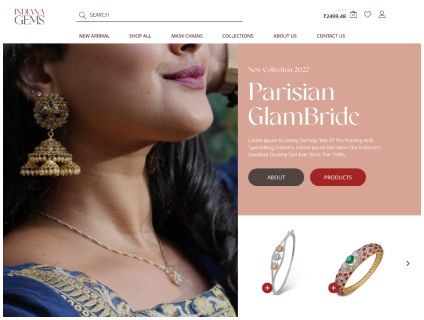 INDIANA
GEMS
SEARCH
₹2499.48
NEW ARRIVAL SHOP ALL MASK CHAINS COLLECTIONS ABOUT US CONTACT US
New Collection 2022
Parisian
GlamBride
Lorem Ipsum Is Simply Dummy Text Of The Printing And
Typesetting Industry. Lorem Ipsum Has Been The Industry's
Standard Dummy Text Ever Since The 1500s.
ABOUT PRODUCTS